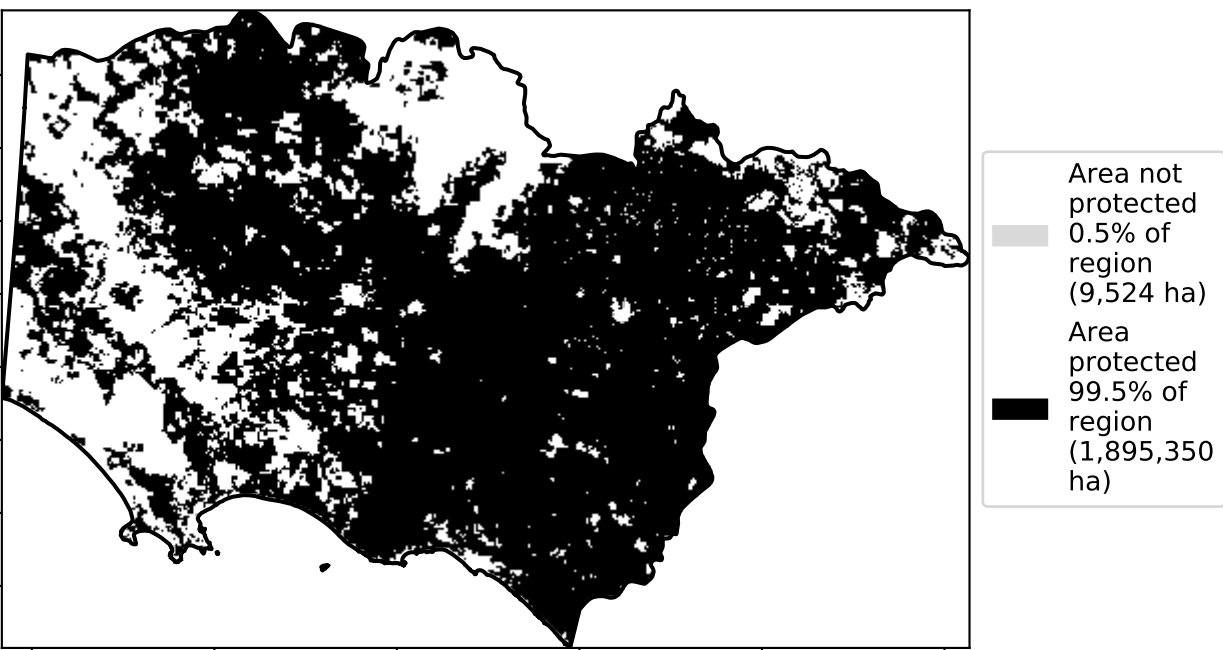 Area not
protected
0.5% of
region
(9,524 ha)
Area
protected
99.5% of
region
(1,895,350
ha)